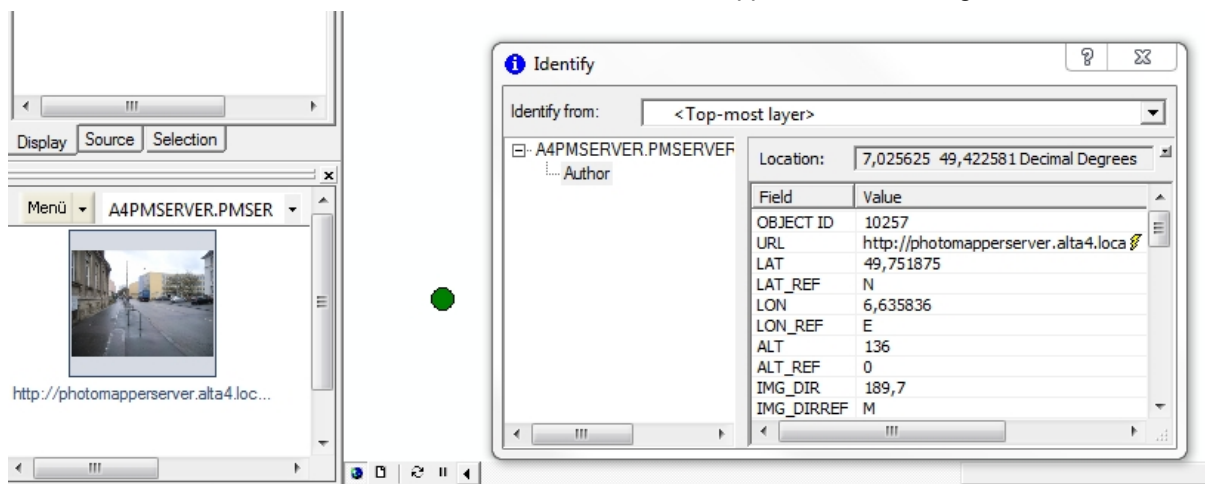 Display Source Selection
Menü A4PMSERVER.PMSER
http://photomapperserver.alta4.loc...
Identify
Identify from: <Top-most layer>
A4PMSERVER.PMSERVER
Author
Location: 7,025625 49,422581 Decimal Degrees
Field Value
OBJECT ID 10257
URL http://photomapperserver.alta4.loca
LAT 49,751875
LAT_REF N
LON 6,635836
LON_REF E
ALT 136
ALT_REF 0
IMG_DIR 189,7
IMG_DIRREF M